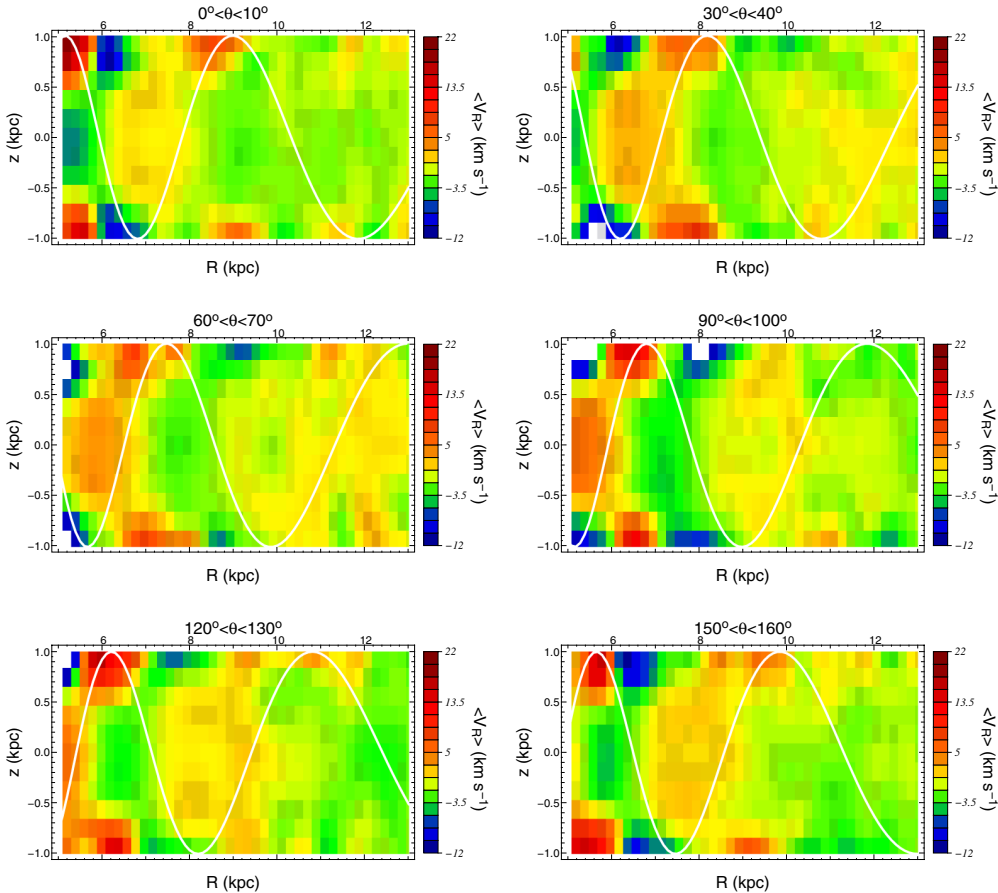 0°<θ<10°
6 8 10 12
1.0
0.5
0.0
−0.5
−1.0
z (kpc)
R (kpc)
22
13.5
5
−3.5
−12
<V_R> (km s⁻¹)
30°<θ<40°
6 8 10 12
1.0
0.5
0.0
−0.5
−1.0
z (kpc)
R (kpc)
22
13.5
5
−3.5
−12
<V_R> (km s⁻¹)
60°<θ<70°
6 8 10 12
1.0
0.5
0.0
−0.5
−1.0
z (kpc)
R (kpc)
22
13.5
5
−3.5
−12
<V_R> (km s⁻¹)
90°<θ<100°
6 8 10 12
1.0
0.5
0.0
−0.5
−1.0
z (kpc)
R (kpc)
22
13.5
5
−3.5
−12
<V_R> (km s⁻¹)
120°<θ<130°
6 8 10 12
1.0
0.5
0.0
−0.5
−1.0
z (kpc)
R (kpc)
22
13.5
5
−3.5
−12
<V_R> (km s⁻¹)
150°<θ<160°
6 8 10 12
1.0
0.5
0.0
−0.5
−1.0
z (kpc)
R (kpc)
22
13.5
5
−3.5
−12
<V_R> (km s⁻¹)